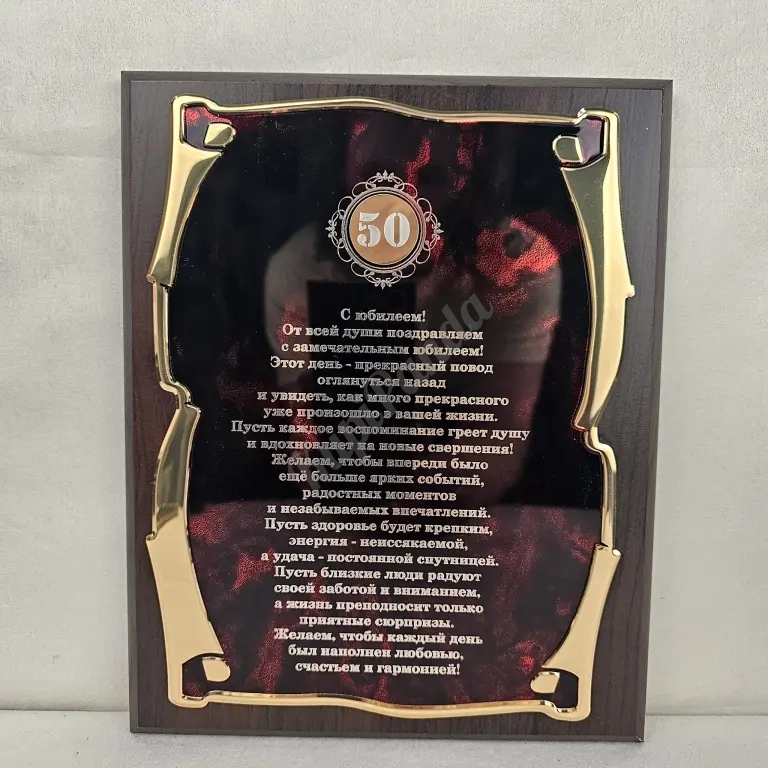 50
С юбилеем!
От всей души поздравляем
с замечательным юбилеем!
Этот день - прекрасный повод
оглянуться назад
и увидеть, как много прекрасного
уже произошло в вашей жизни.
Пусть каждое воспоминание греет душу
и вдохновляет на новые свершения!
Желаем, чтобы впереди было
ещё больше ярких событий,
радостных моментов
и незабываемых впечатлений.
Пусть здоровье будет крепким,
энергия - неиссякаемой,
а удача - постоянной спутницей.
Пусть близкие люди радуют
своей заботой и вниманием,
а жизнь преподносит только
приятные сюрпризы.
Желаем, чтобы каждый день
был наполнен любовью,
счастьем и гармонией!